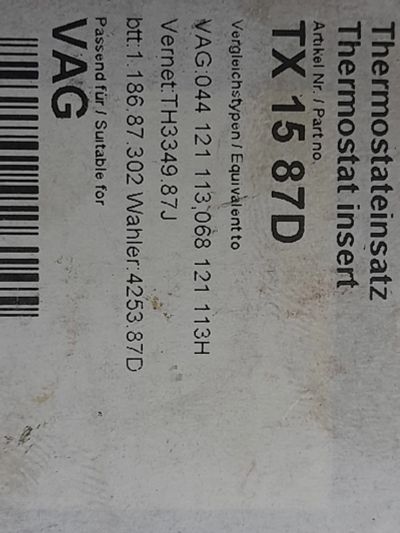 Thermostateinsatz
Thermostat insert
Artikel Nr. / Part no.
TX 15 87D
Vergleichstypen / Equivalent to
VAG:044 121 113;068 121 113H
Vernet:TH3349.87J
btt:1.186.87.302 Wahler:4253.87D
Passend für / Suitable for
VAG